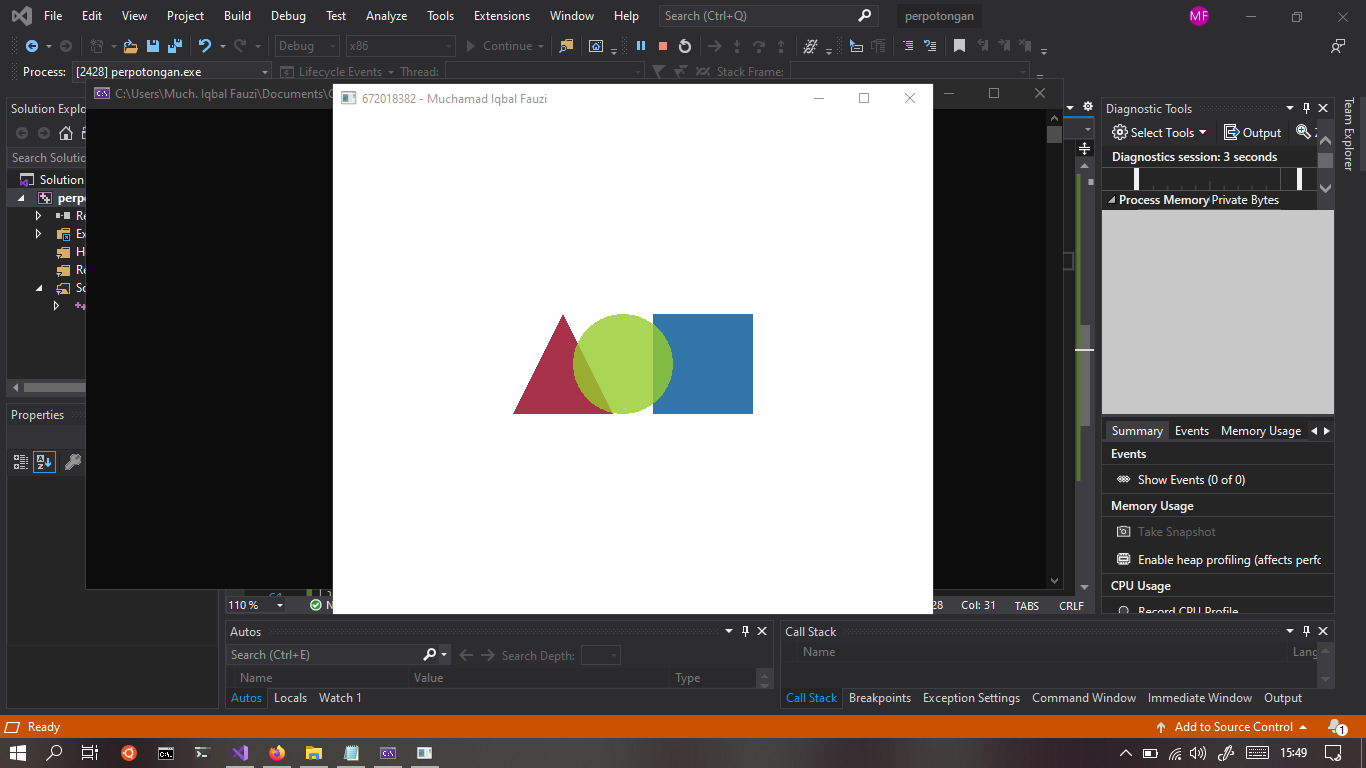 File Edit View Project Build Debug Test Analyze Tools Extensions Window Help Search (Ctrl+Q) perpotongan MF
Debug x86 Continue
Process: [2428] perpotongan.exe Lifecycle Events Thread: Stack Frame:
C:\Users\Much. Iqbal Fauzi\Documents\
672018382 - Muchamad Iqbal Fauzi
Solution Explo
Search Solutio
Solution
perpo
Re
Ex
H
Re
So
Properties
Diagnostic Tools
Select Tools Output
Diagnostics session: 3 seconds
Process Memory Private Bytes
Summary Events Memory Usage
Events
Show Events (0 of 0)
Memory Usage
Take Snapshot
Enable heap profiling (affects perfo
CPU Usage
Record CPU Profile
Team Explorer
110 % N 28 Col: 31 TABS CRLF
Autos
Search (Ctrl+E) Search Depth:
Name Value Type
Autos Locals Watch 1
Call Stack
Name Lang
Call Stack Breakpoints Exception Settings Command Window Immediate Window Output
Ready Add to Source Control 1
15:49